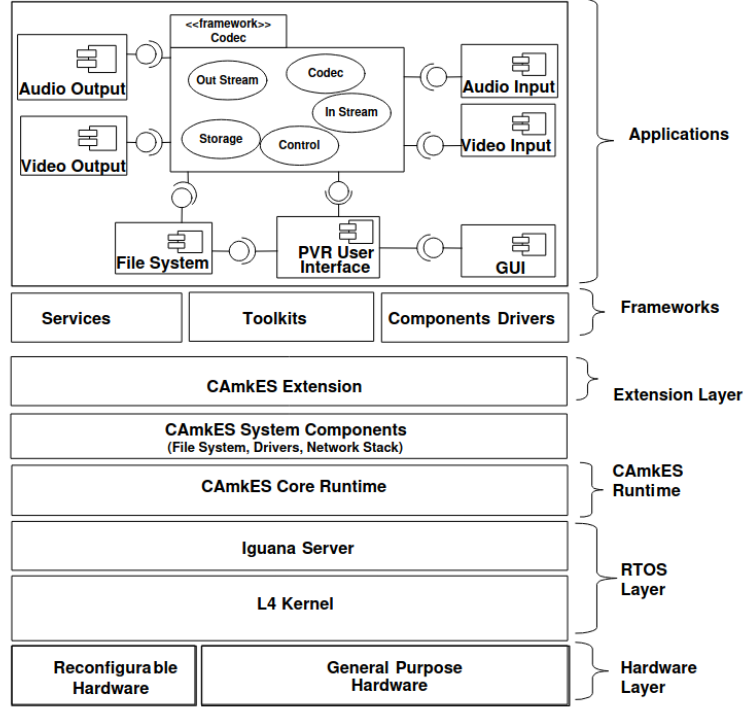 <<framework>>
Codec
Audio Output
Out Stream
Codec
Audio Input
In Stream
Applications
Video Output
Storage
Control
Video Input
File System
PVR User
Interface
GUI
Services
Toolkits
Components Drivers
Frameworks
CAmkES Extension
Extension Layer
CAmkES System Components
(File System, Drivers, Network Stack)
CAmkES Core Runtime
CAmkES
Runtime
Iguana Server
L4 Kernel
RTOS
Layer
Reconfigurable
Hardware
General Purpose
Hardware
Hardware
Layer